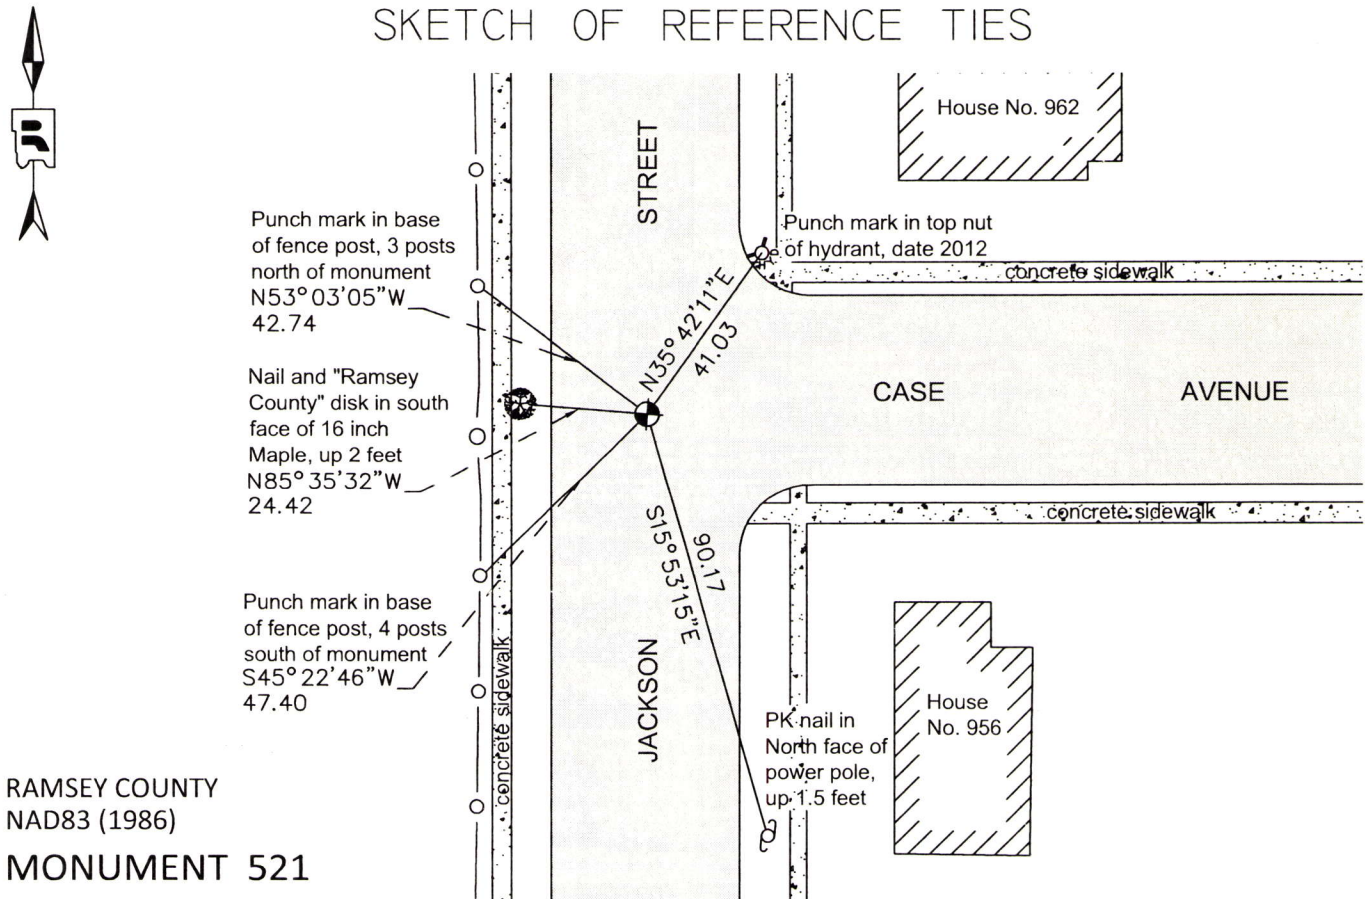 SKETCH OF REFERENCE TIES
House No. 962
STREET
Punch mark in base
of fence post, 3 posts
north of monument
N53°03'05"W
42.74
Punch mark in top nut
of hydrant, date 2012
concrete sidewalk
N35°42'11"E
41.03
Nail and "Ramsey
County" disk in south
face of 16 inch
Maple, up 2 feet
N85°35'32"W
24.42
CASE AVENUE
concrete sidewalk
S15°53'15"E
90.17
Punch mark in base
of fence post, 4 posts
south of monument
S45°22'46"W
47.40
concrete sidewalk
JACKSON
PK nail in
North face of
power pole,
up 1.5 feet
House
No. 956
RAMSEY COUNTY
NAD83 (1986)
MONUMENT 521